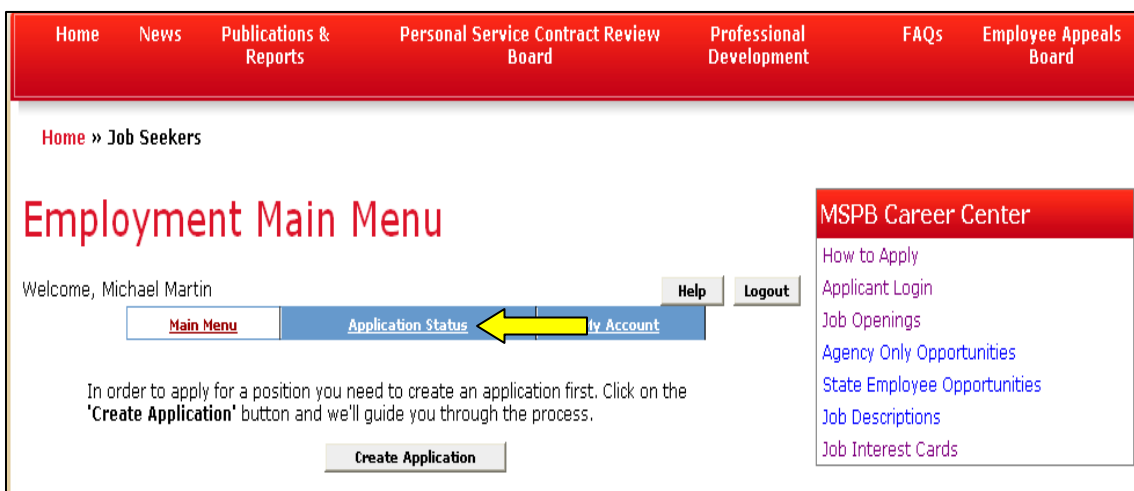 Home News Publications & Reports Personal Service Contract Review Board Professional Development FAQs Employee Appeals Board
Home » Job Seekers
Employment Main Menu
Welcome, Michael Martin
Help Logout
Main Menu Application Status My Account
In order to apply for a position you need to create an application first. Click on the
'Create Application' button and we'll guide you through the process.
Create Application
MSPB Career Center
How to Apply
Applicant Login
Job Openings
Agency Only Opportunities
State Employee Opportunities
Job Descriptions
Job Interest Cards